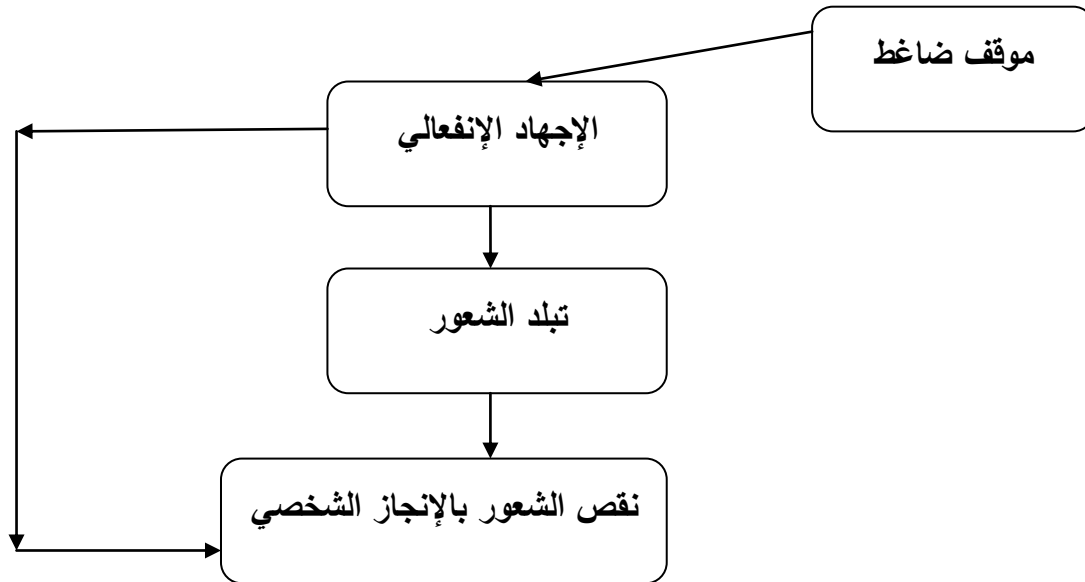 موقف ضاغط
الإجهاد الإنفعالي
تبلد الشعور
نقص الشعور بالإنجاز الشخصي